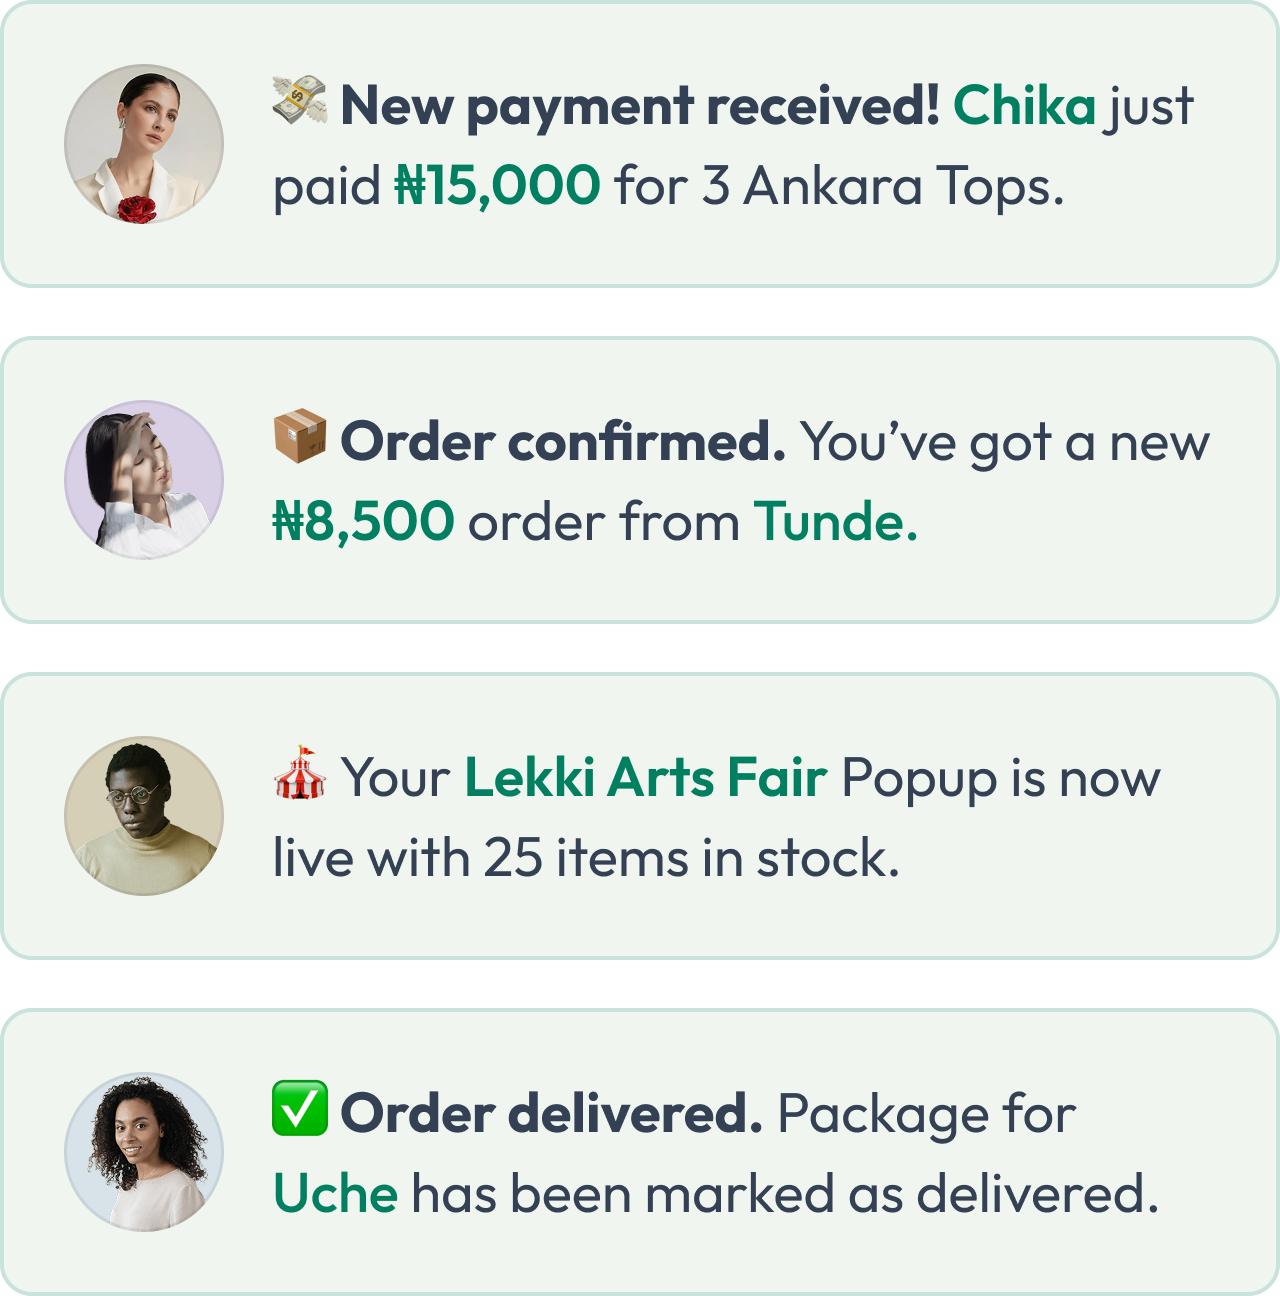 💸 New payment received! Chika just
paid ₦15,000 for 3 Ankara Tops.
📦 Order confirmed. You’ve got a new
₦8,500 order from Tunde.
🎪 Your Lekki Arts Fair Popup is now
live with 25 items in stock.
✅ Order delivered. Package for
Uche has been marked as delivered.